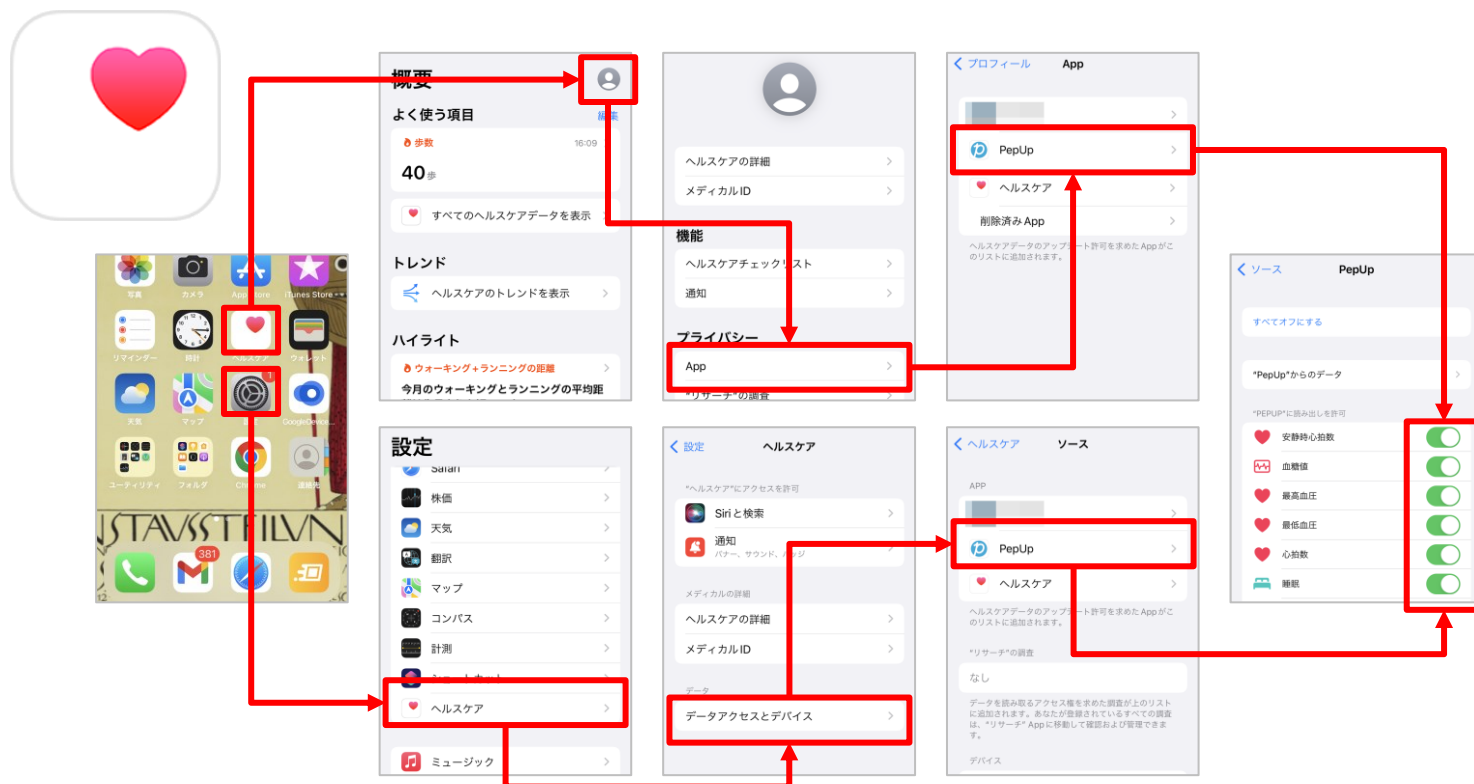 概要
よく使う項目
編集
歩数
16:09
40歩
すべてのヘルスケアデータを表示
トレンド
ヘルスケアのトレンドを表示
ハイライト
ウォーキング+ランニングの距離
今月のウォーキングとランニングの平均距
ヘルスケアの詳細
メディカルID
機能
ヘルスケアチェックリスト
通知
プライバシー
App
"リサーチ"の調査
プロフィール
App
PepUp
ヘルスケア
削除済み App
ヘルスケアデータのアップデート許可を求めた Appがこ
のリストに追加されます。
写真
カメラ
App Store
iTunes Store
リマインダー
時計
ヘルスケア
ウォレット
1
天気
マップ
設定
GoogleDevice...
ユーティリティ
フォルダ
Chrome
連絡先
STAVSSTFILVN
381
12
設定
Safari
株価
天気
翻訳
マップ
コンパス
計測
ショートカット
ヘルスケア
ミュージック
設定
ヘルスケア
"ヘルスケア"にアクセスを許可
Siriと検索
通知
バナー、サウンド、バッジ
メディカルの詳細
ヘルスケアの詳細
メディカルID
データ
データアクセスとデバイス
ヘルスケア
ソース
APP
PepUp
ヘルスケア
ヘルスケアデータのアップデート許可を求めた Appがこ
のリストに追加されます。
"リサーチ"の調査
なし
データを読み取るアクセス権を求めた調査が上のリスト
に追加されます。あなたが登録されているすべての調査
は、"リサーチ" Appに移動して確認および管理できま
す。
デバイス
ソース
PepUp
すべてオフにする
"PepUp"からのデータ
"PEPUP"に読み出しを許可
安静時心拍数
血糖値
最高血圧
最低血圧
心拍数
睡眠